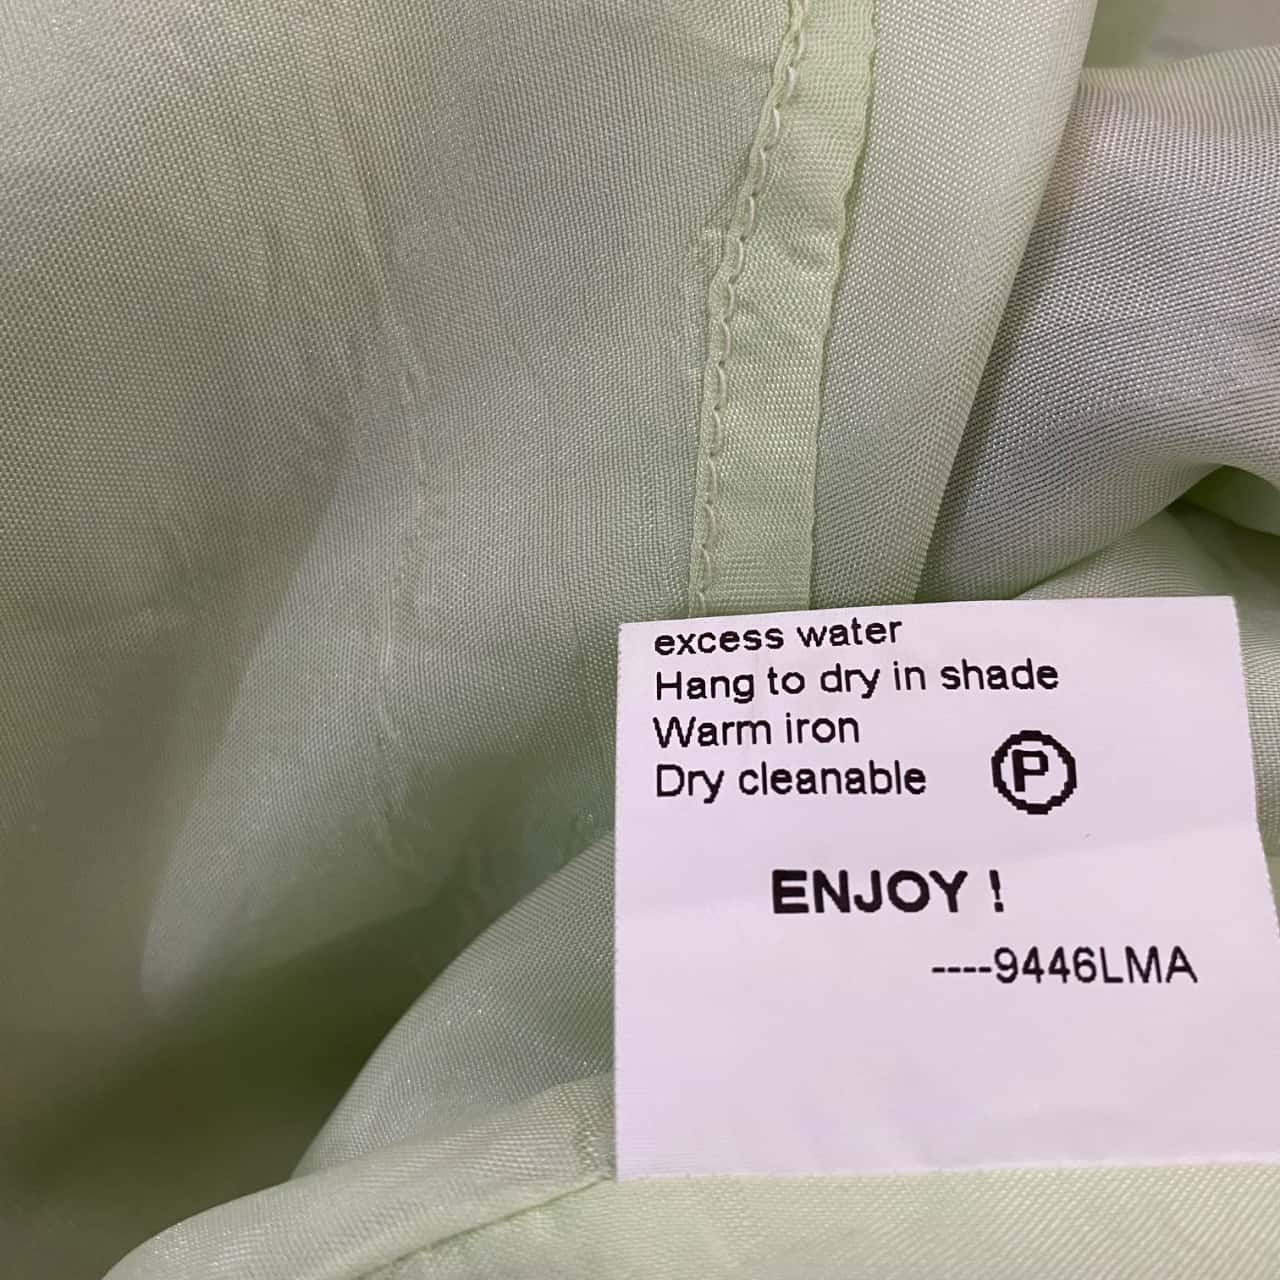 excess water
Hang to dry in shade
Warm iron
Dry cleanable Ⓟ
ENJOY !
----9446LMA